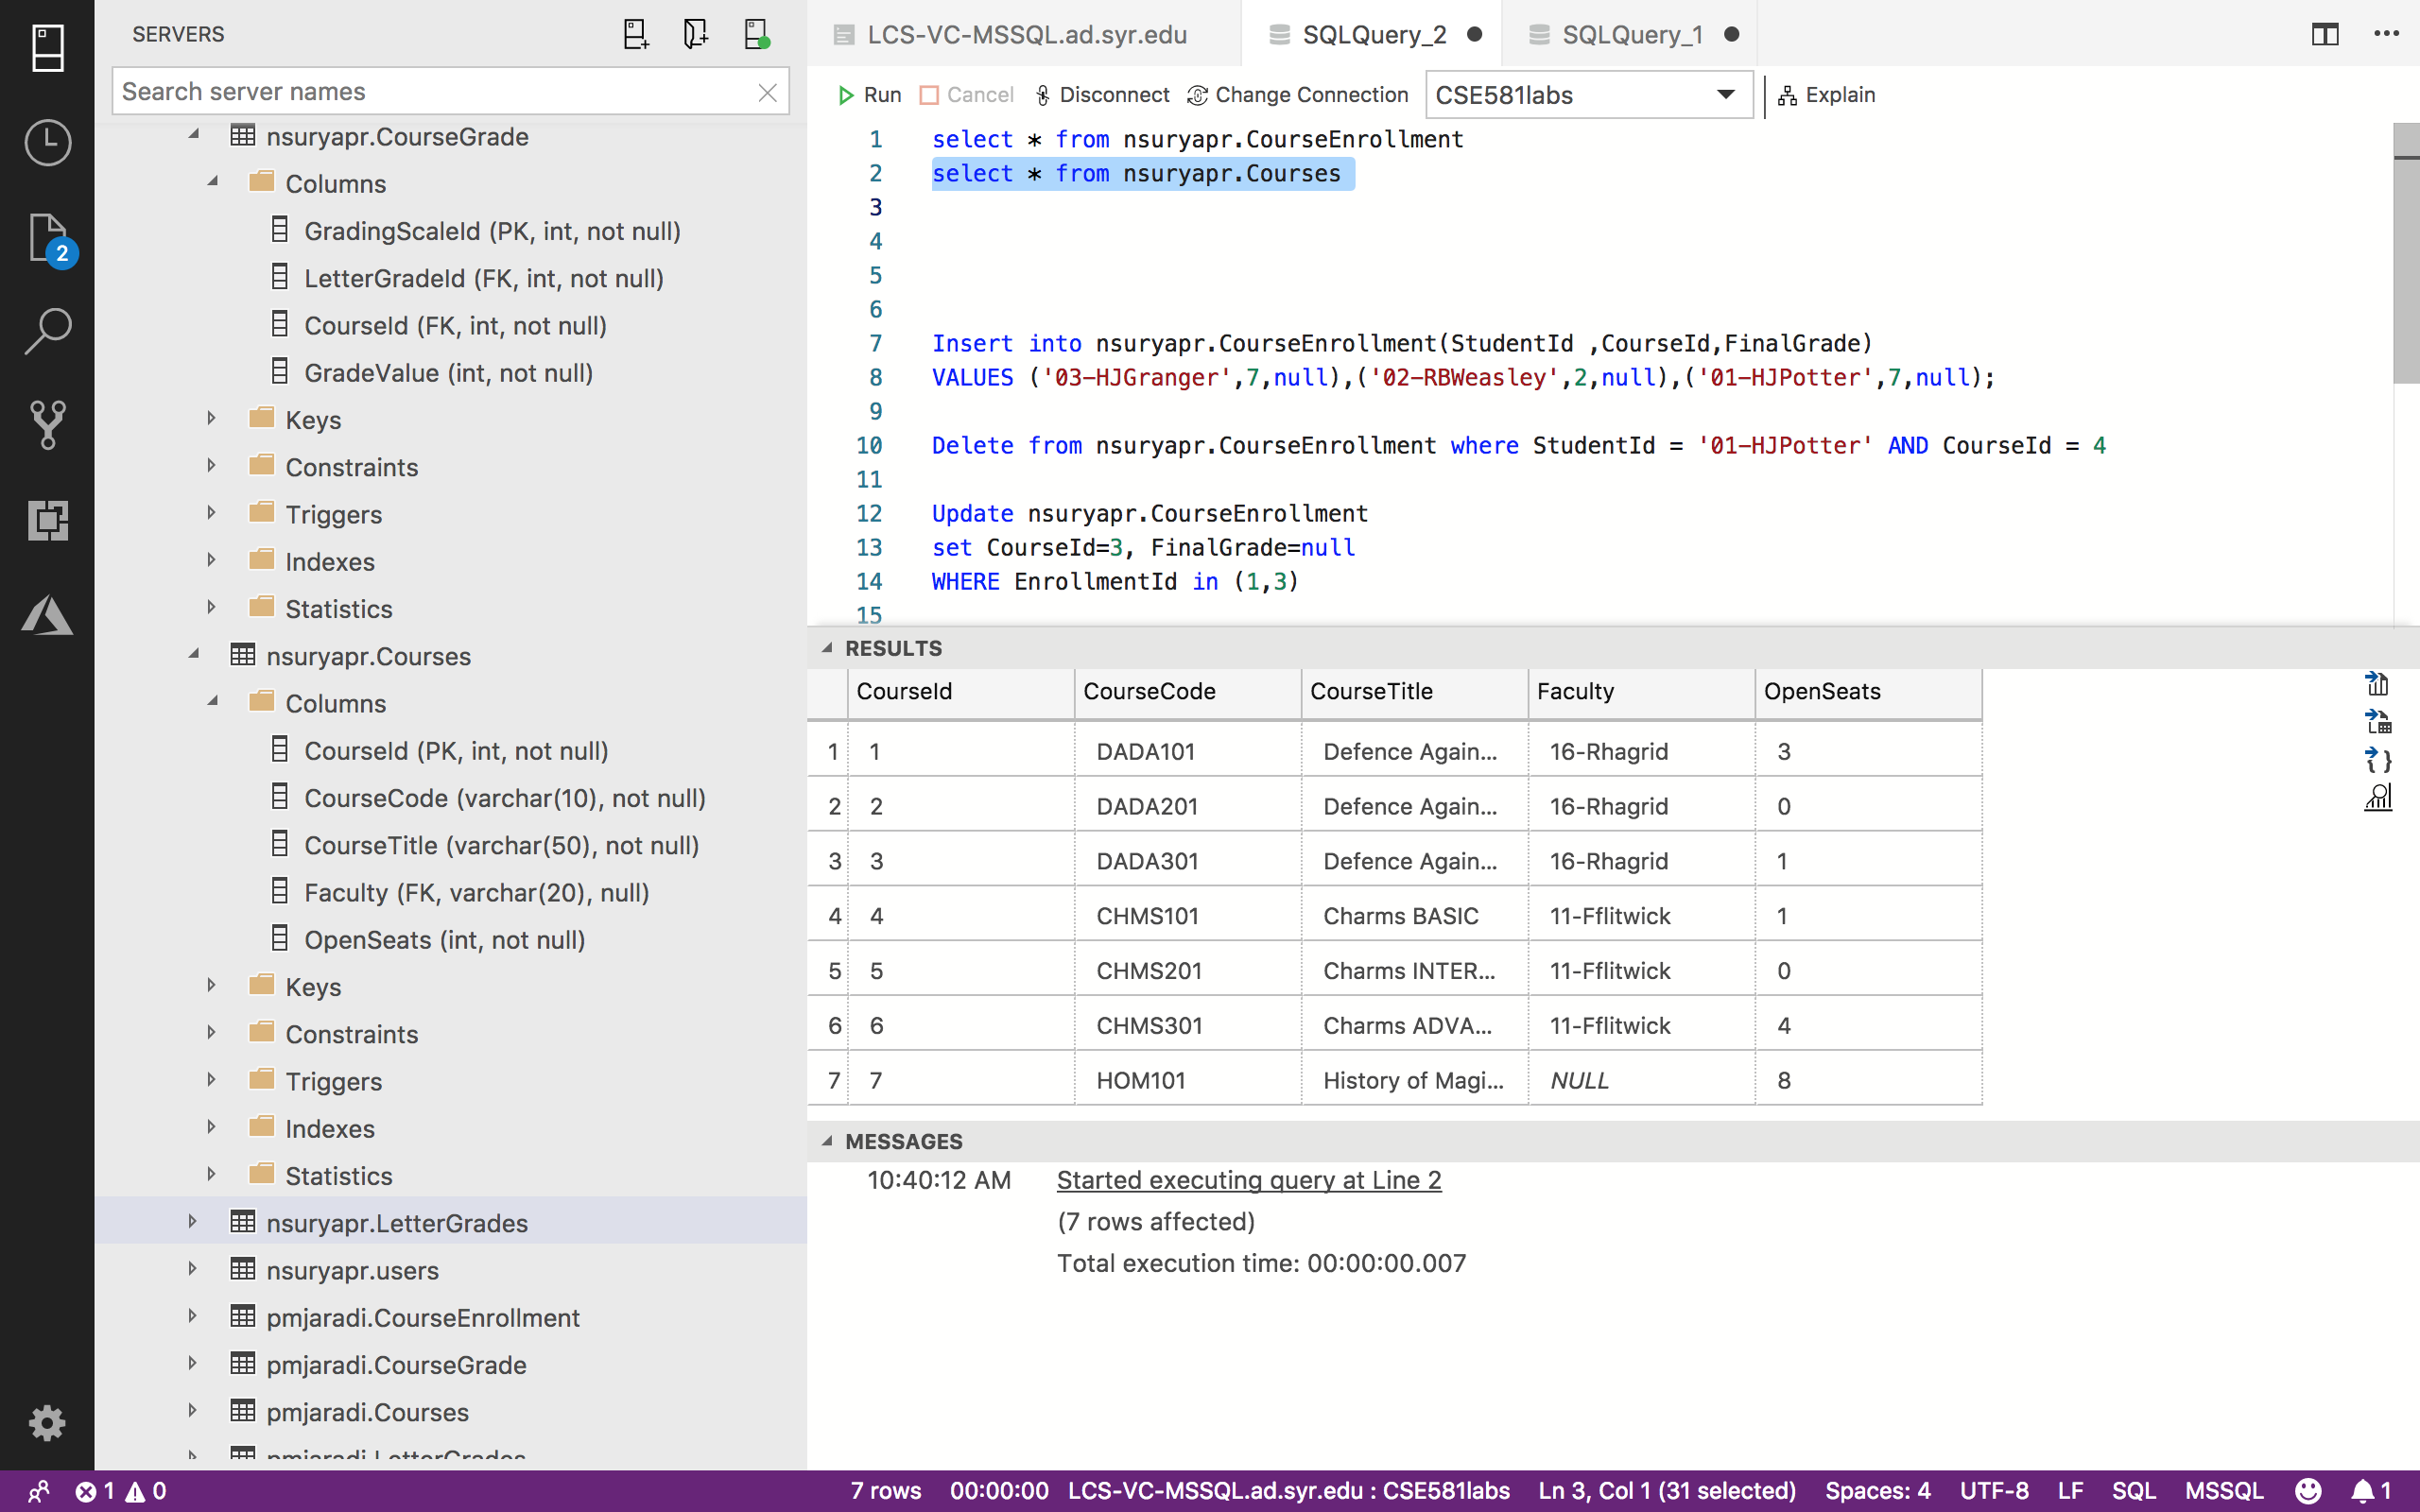 SERVERS
Search server names
2
nsuryapr.CourseGrade
Columns
GradingScaleId (PK, int, not null)
LetterGradeId (FK, int, not null)
CourseId (FK, int, not null)
GradeValue (int, not null)
Keys
Constraints
Triggers
Indexes
Statistics
nsuryapr.Courses
Columns
CourseId (PK, int, not null)
CourseCode (varchar(10), not null)
CourseTitle (varchar(50), not null)
Faculty (FK, varchar(20), null)
OpenSeats (int, not null)
Keys
Constraints
Triggers
Indexes
Statistics
nsuryapr.LetterGrades
nsuryapr.users
pmjaradi.CourseEnrollment
pmjaradi.CourseGrade
pmjaradi.Courses
pmjaradi.LetterGrades
LCS-VC-MSSQL.ad.syr.edu SQLQuery_2 SQLQuery_1
Run Cancel Disconnect Change Connection CSE581labs Explain
1 select * from nsuryapr.CourseEnrollment
2 select * from nsuryapr.Courses
3
4
5
6
7 Insert into nsuryapr.CourseEnrollment(StudentId ,CourseId,FinalGrade)
8 VALUES ('03-HJGranger',7,null),('02-RBWeasley',2,null),('01-HJPotter',7,null);
9
10 Delete from nsuryapr.CourseEnrollment where StudentId = '01-HJPotter' AND CourseId = 4
11
12 Update nsuryapr.CourseEnrollment
13 set CourseId=3, FinalGrade=null
14 WHERE EnrollmentId in (1,3)
15
RESULTS
CourseId CourseCode CourseTitle Faculty OpenSeats
1 1 DADA101 Defence Again... 16-Rhagrid 3
2 2 DADA201 Defence Again... 16-Rhagrid 0
3 3 DADA301 Defence Again... 16-Rhagrid 1
4 4 CHMS101 Charms BASIC 11-Fflitwick 1
5 5 CHMS201 Charms INTER... 11-Fflitwick 0
6 6 CHMS301 Charms ADVA... 11-Fflitwick 4
7 7 HOM101 History of Magi... NULL 8
MESSAGES
10:40:12 AM Started executing query at Line 2
(7 rows affected)
Total execution time: 00:00:00.007
1 0 7 rows 00:00:00 LCS-VC-MSSQL.ad.syr.edu : CSE581labs Ln 3, Col 1 (31 selected) Spaces: 4 UTF-8 LF SQL MSSQL 1